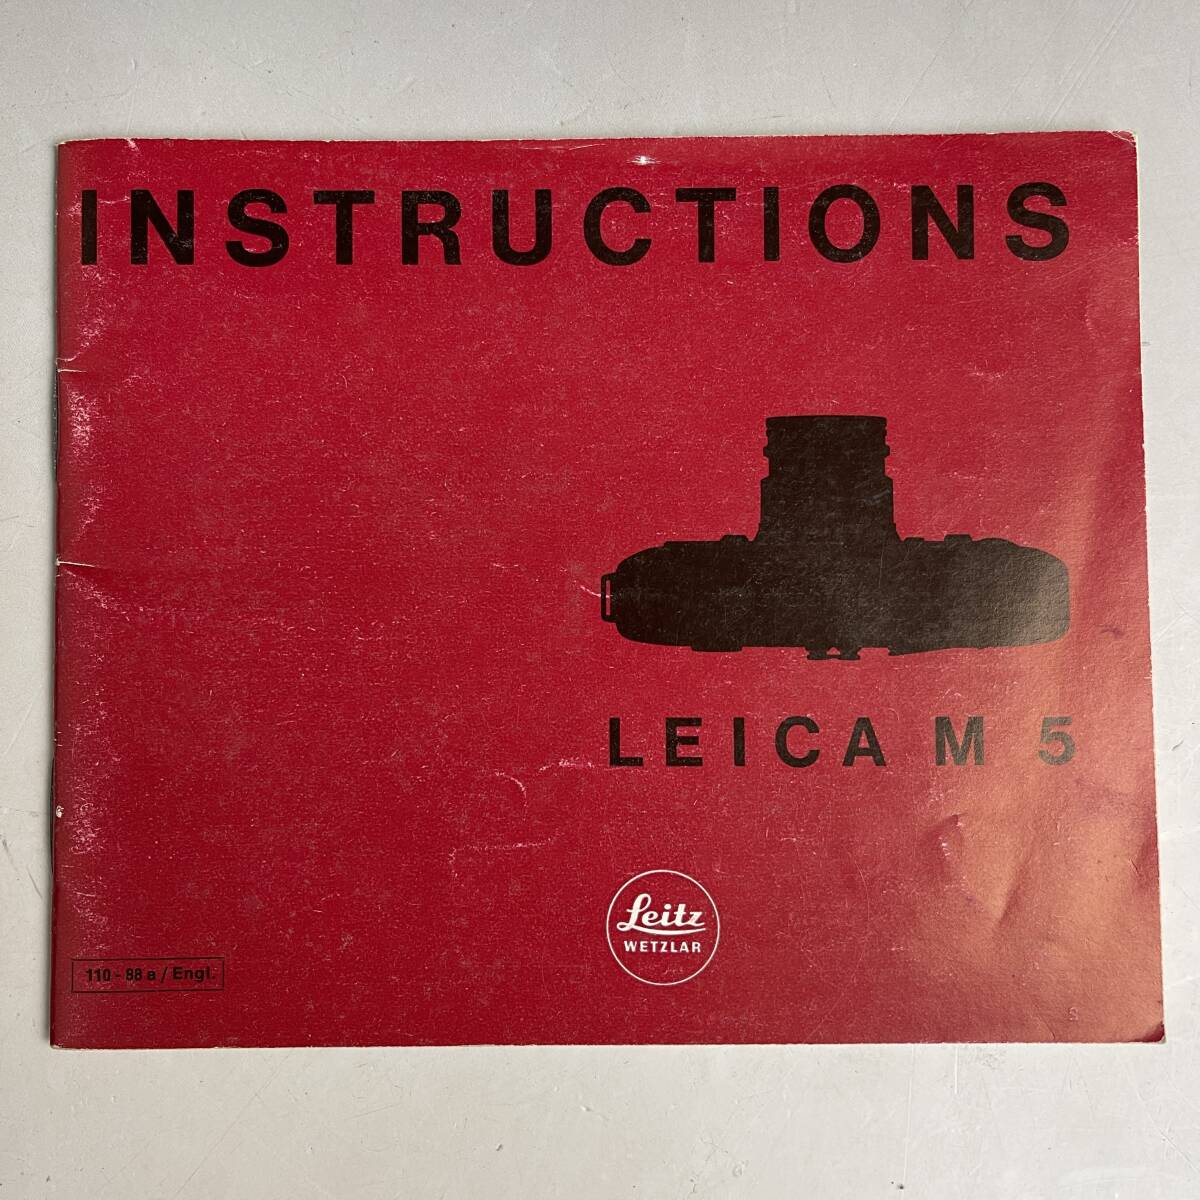 INSTRUCTIONS
LEICA M 5
Leitz
WETZLAR
110 - 88 a / Engl.